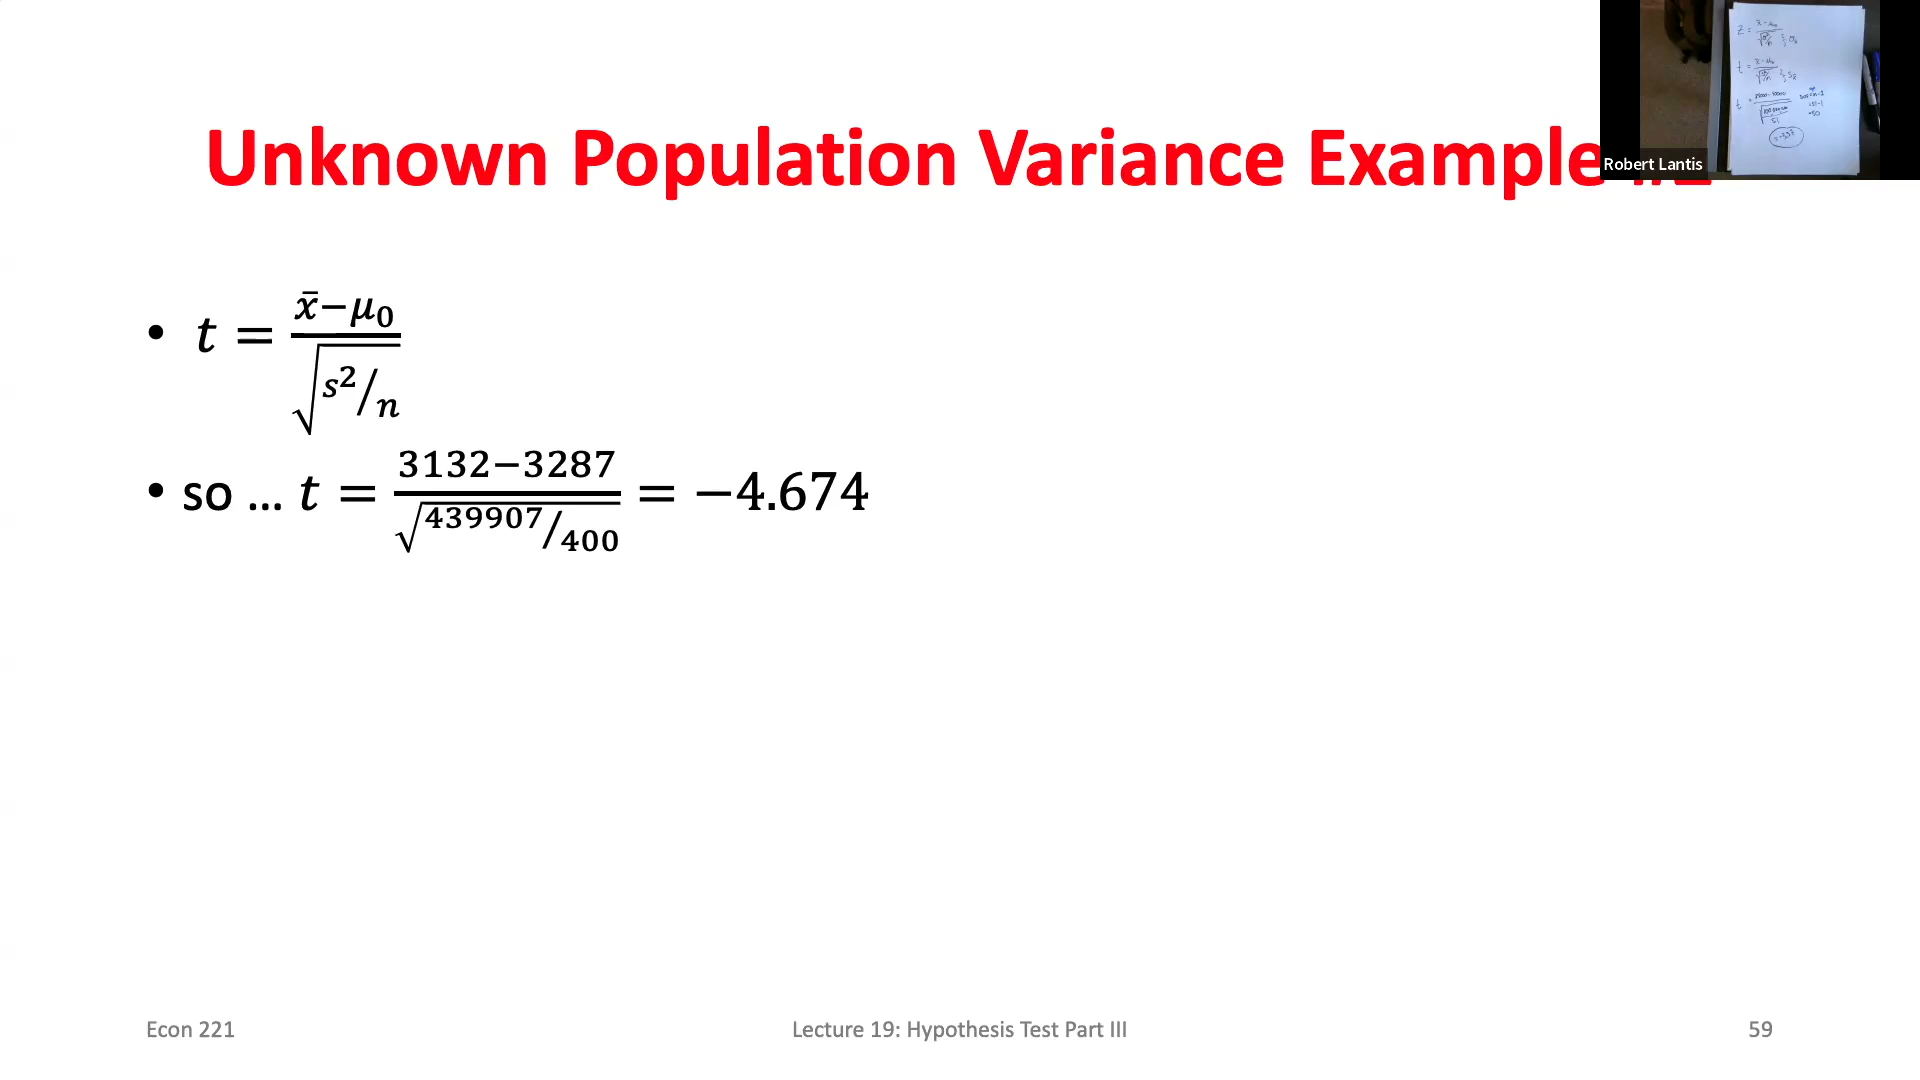 Unknown Population Variance Example
Robert Lantis
• t = x̄−μ₀ / √(s²/n)
• so ... t = 3132−3287 / √(439907/400) = −4.674
Econ 221
Lecture 19: Hypothesis Test Part III
59